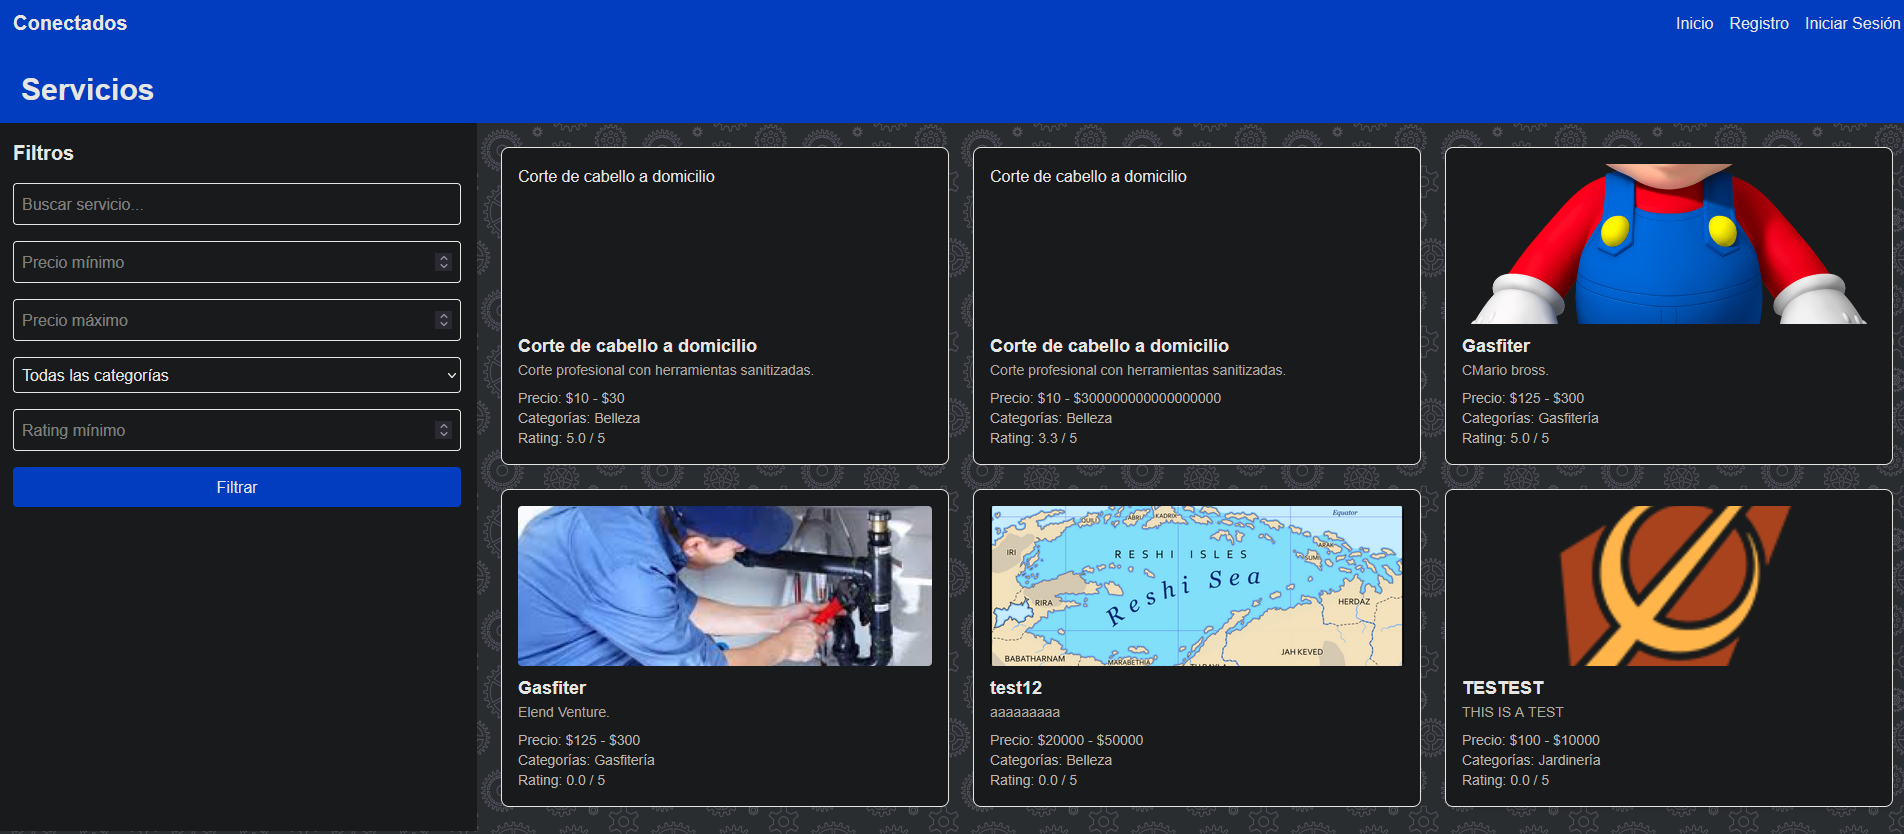 Conectados
Inicio Registro Iniciar Sesión
Servicios
Filtros
Buscar servicio...
Precio mínimo
Precio máximo
Todas las categorías
Rating mínimo
Filtrar
Corte de cabello a domicilio
Corte de cabello a domicilio
Corte profesional con herramientas sanitizadas.
Precio: $10 - $30
Categorías: Belleza
Rating: 5.0 / 5
Corte de cabello a domicilio
Corte de cabello a domicilio
Corte profesional con herramientas sanitizadas.
Precio: $10 - $300000000000000000
Categorías: Belleza
Rating: 3.3 / 5
Gasfiter
CMario bross.
Precio: $125 - $300
Categorías: Gasfitería
Rating: 5.0 / 5
Gasfiter
Elend Venture.
Precio: $125 - $300
Categorías: Gasfitería
Rating: 0.0 / 5
Equator
KADRIX
ABRI
IRI
RESHI ISLES
ARAK
Reshi Sea
RIRA
HERDAZ
JAH KEVED
BABATHARNAM
MARABETHIA
test12
aaaaaaaaa
Precio: $20000 - $50000
Categorías: Belleza
Rating: 0.0 / 5
TESTEST
THIS IS A TEST
Precio: $100 - $10000
Categorías: Jardinería
Rating: 0.0 / 5